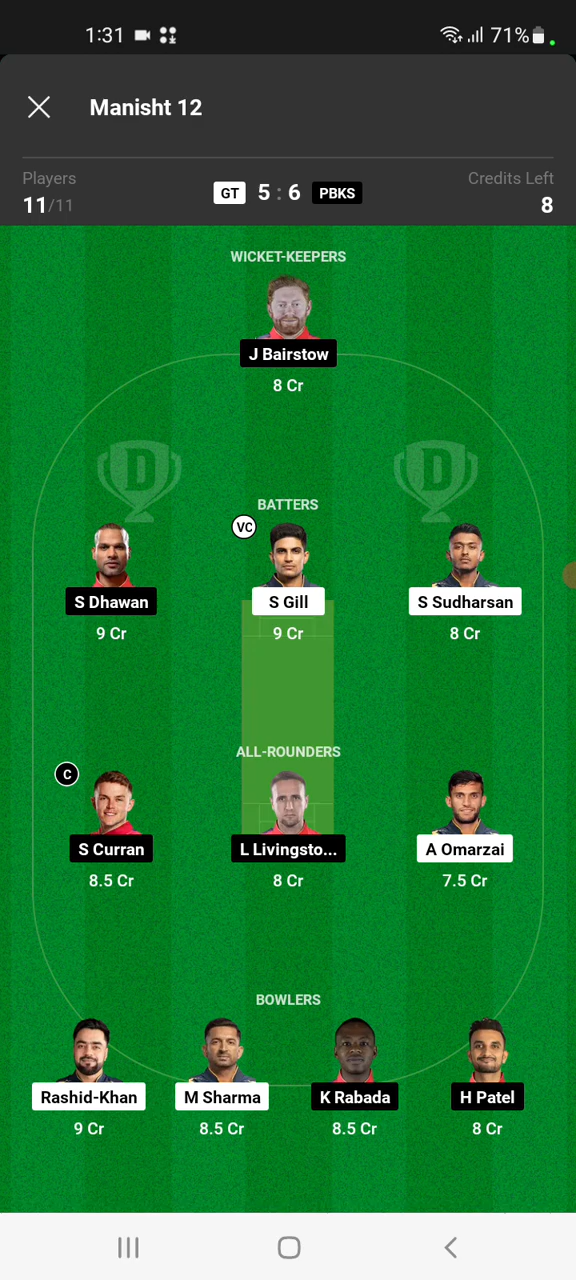 1:31 71%
Manisht 12
Players Credits Left
11/11 GT 5 : 6 PBKS 8
WICKET-KEEPERS
J Bairstow
8 Cr
D D
BATTERS
VC
S Dhawan S Gill S Sudharsan
9 Cr 9 Cr 8 Cr
ALL-ROUNDERS
C
S Curran L Livingsto... A Omarzai
8.5 Cr 8 Cr 7.5 Cr
BOWLERS
Rashid-Khan M Sharma K Rabada H Patel
9 Cr 8.5 Cr 8.5 Cr 8 Cr